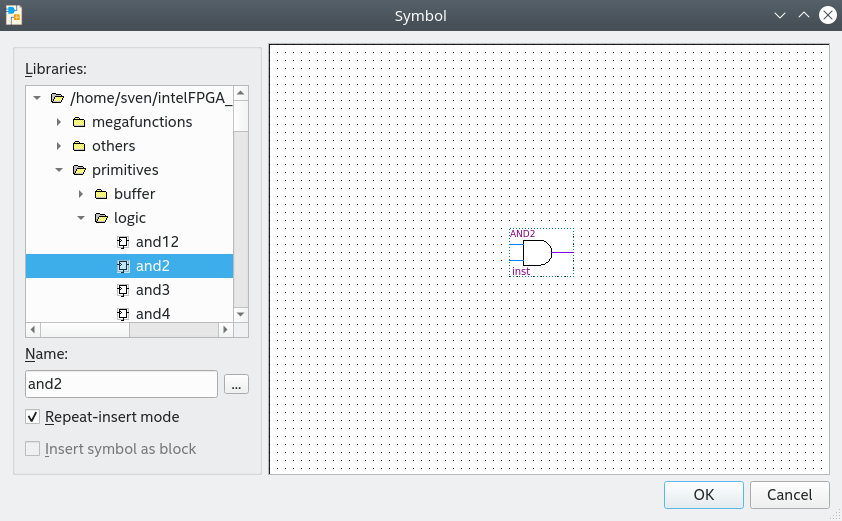 Symbol
Libraries:
/home/sven/intelFPGA_
megafunctions
others
primitives
buffer
logic
and12
and2
and3
and4
Name:
and2
...
Repeat-insert mode
Insert symbol as block
AND2
inst
OK
Cancel